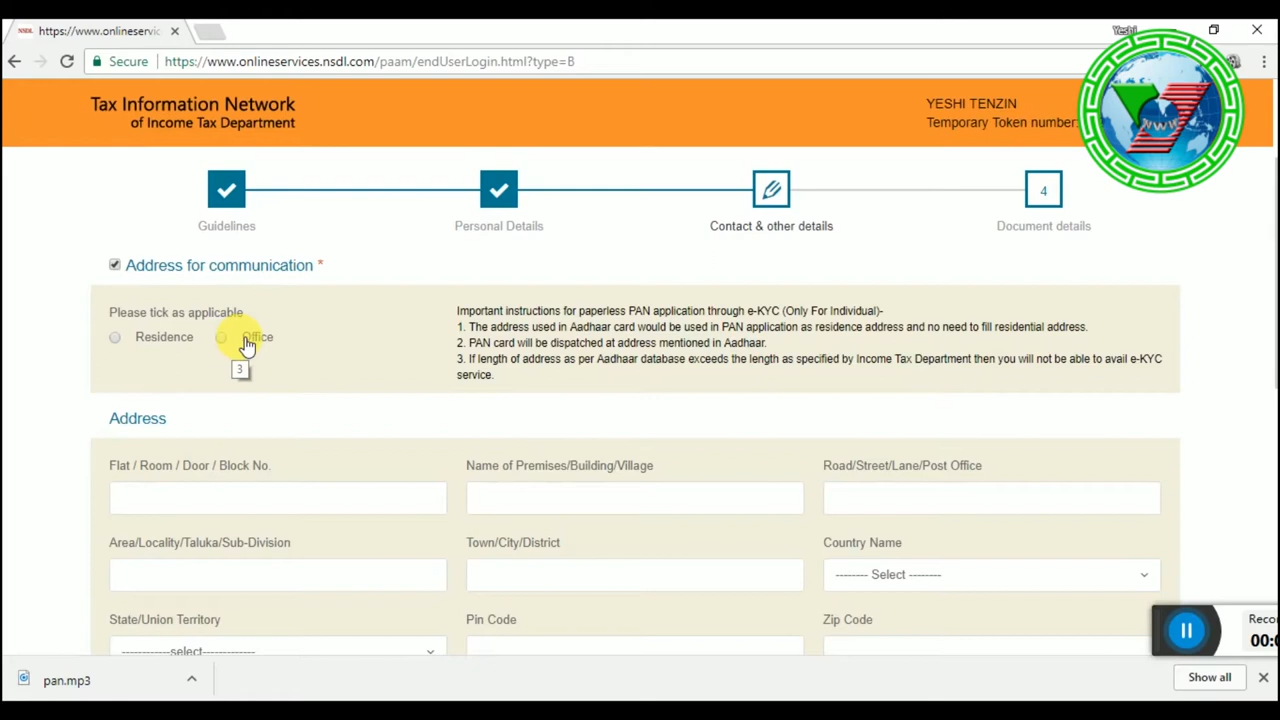 https://www.onlineservic
Yeshi
Secure https://www.onlineservices.nsdl.com/paam/endUserLogin.html?type=B
Tax Information Network
of Income Tax Department
YESHI TENZIN
Temporary Token number:
WWW
4
Guidelines
Personal Details
Contact & other details
Document details
Address for communication *
Please tick as applicable
Residence
Office
3
Important instructions for paperless PAN application through e-KYC (Only For Individual)-
1. The address used in Aadhaar card would be used in PAN application as residence address and no need to fill residential address.
2. PAN card will be dispatched at address mentioned in Aadhaar.
3. If length of address as per Aadhaar database exceeds the length as specified by Income Tax Department then you will not be able to avail e-KYC
service.
Address
Flat / Room / Door / Block No.
Name of Premises/Building/Village
Road/Street/Lane/Post Office
Area/Locality/Taluka/Sub-Division
Town/City/District
Country Name
-------- Select --------
State/Union Territory
Pin Code
Zip Code
------------select-------------
Reco
00:0
pan.mp3
Show all